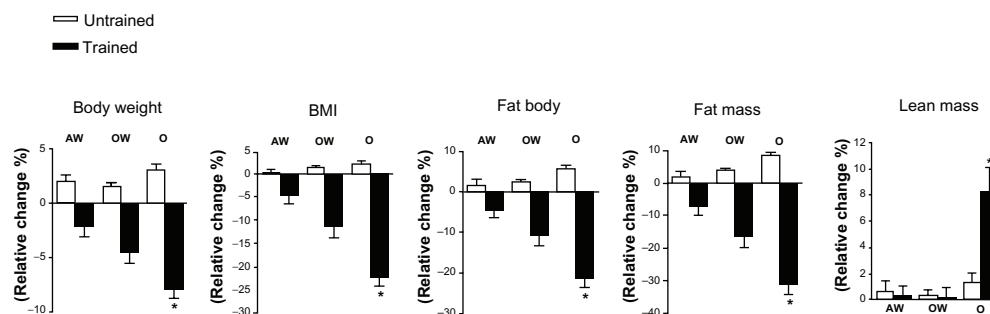 Untrained
Trained
Body weight
AW OW O
(Relative change %)
5
0
–5
–10
*
BMI
AW OW O
(Relative change %)
5
0
–5
–10
–15
–20
–25
–30
*
Fat body
AW OW O
(Relative change %)
10
0
–10
–20
–30
*
Fat mass
AW OW O
(Relative change %)
10
0
–10
–20
–30
–40
*
Lean mass
(Relative change %)
12
10
8
6
4
2
0
*
AW OW O